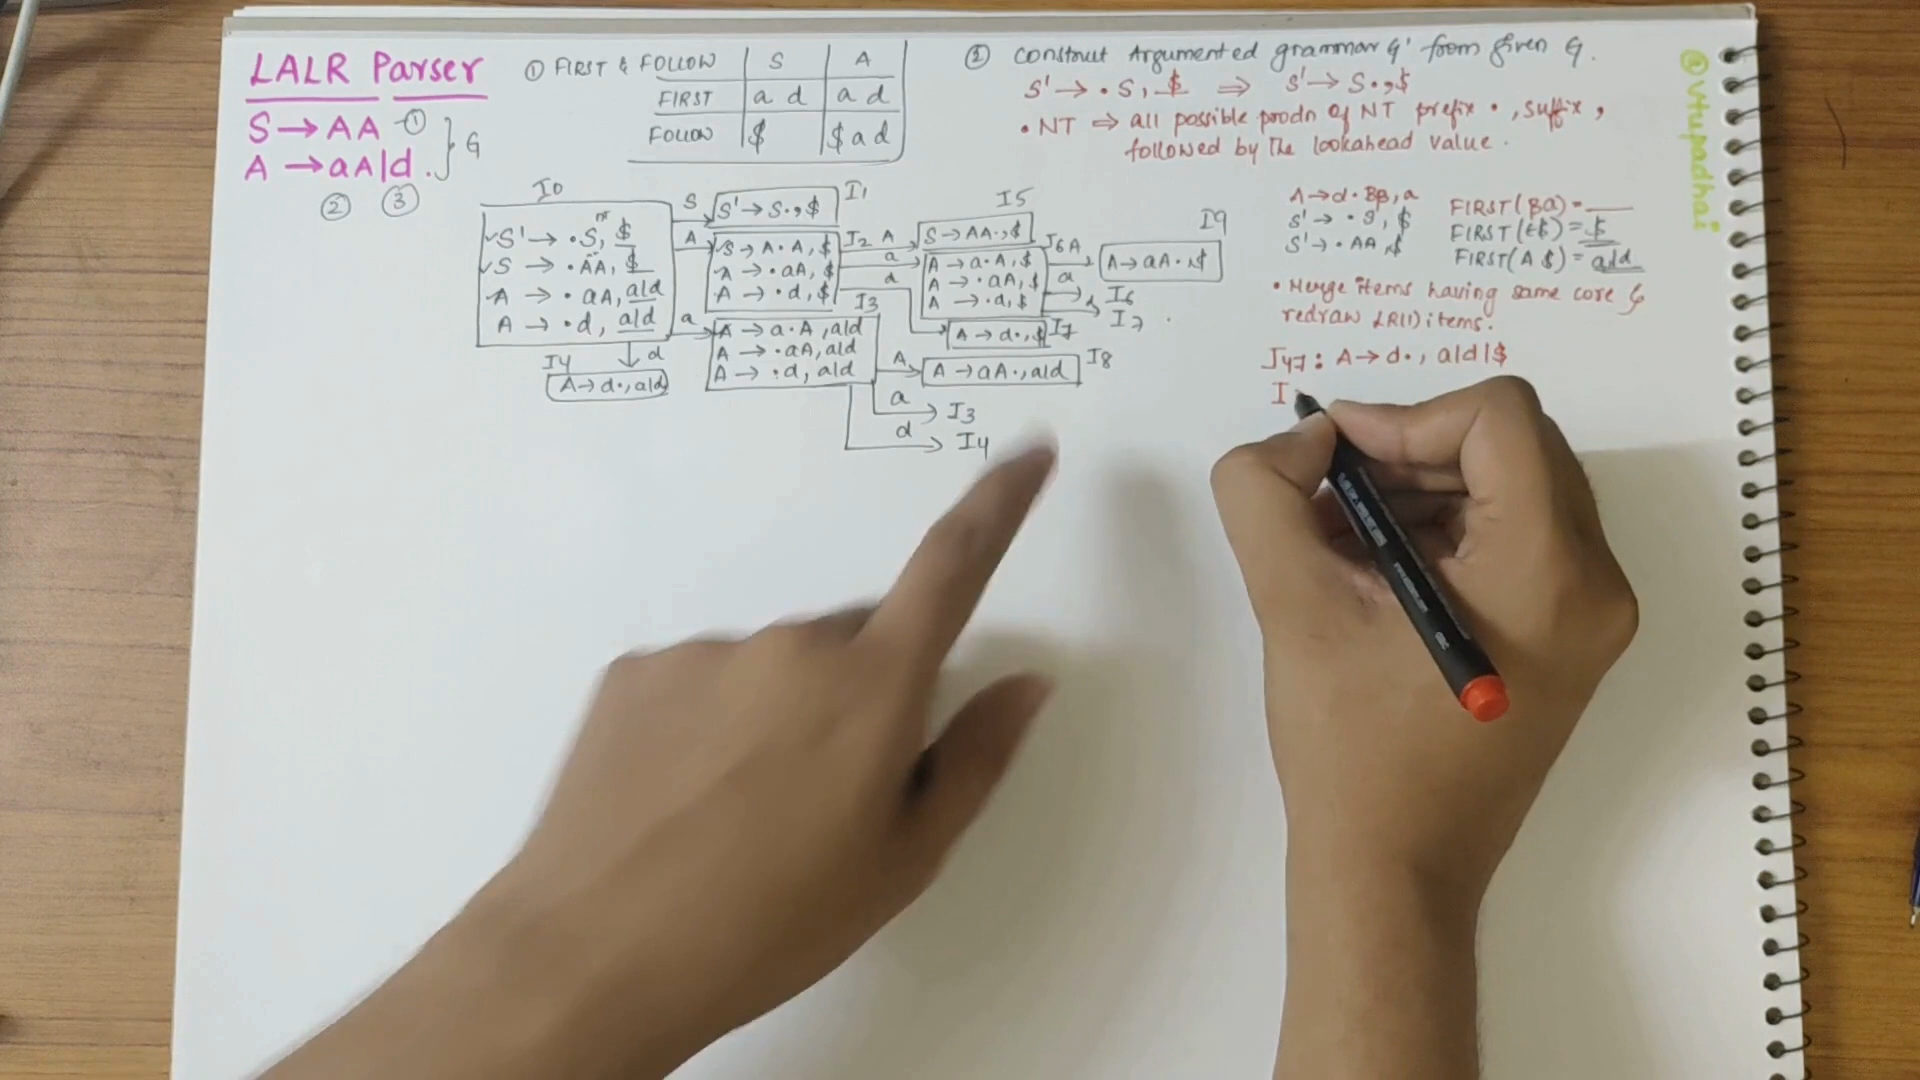 LALR Parser
S → AA – ①
A → aA|d .
② ③
} G
① FIRST & FOLLOW | S | A
FIRST | a d | a d
FOLLOW | $ | $ a d
② Construct Argumented grammar G' from given G.
S' → •S, $ ⇒ S' → S•, $
• NT ⇒ all possible prodn of NT prefix •, suffix ,
followed by the lookahead value.
@vtupadhai
I0
S' → •S, $
S → •AA, $
A → •aA, a|d
A → •d, a|d
S
S' → S•, $
I1
A
S → A•A, $
A → •aA, $
A → •d, $
I2
a
I3
A → a•A, a|d
A → •aA, a|d
A → •d, a|d
I4
d
A → d•, a|d
A
I5
S → AA•, $
a
I6
A → a•A, $
A → •aA, $
A → •d, $
d
A → d•, $
I7
A
I9
A → aA•, $
a
I6
d
I7
A
A → aA•, a|d
I8
a
I3
d
I4
A → d•Bβ, a
S' → •S, $
S' → •AA, $
FIRST(βa) = __
FIRST(ε$) = $
FIRST(A $) = a|d
• Merge items having same core &
redraw LR(1) items.
I47 : A → d•, a|d|$
I